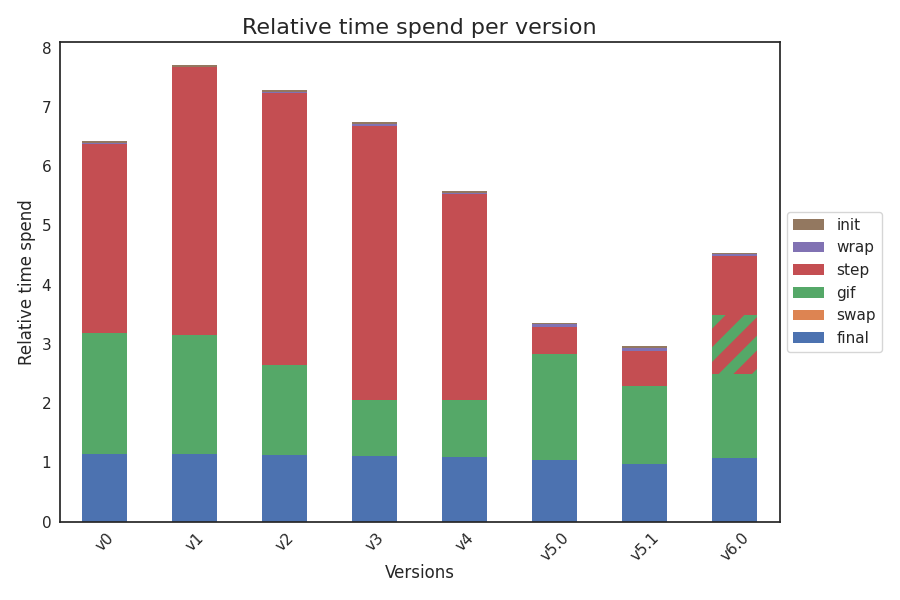 Relative time spend per version
Relative time spend
8
7
6
5
4
3
2
1
0
v0
v1
v2
v3
v4
v5.0
v5.1
v6.0
Versions
init
wrap
step
gif
swap
final